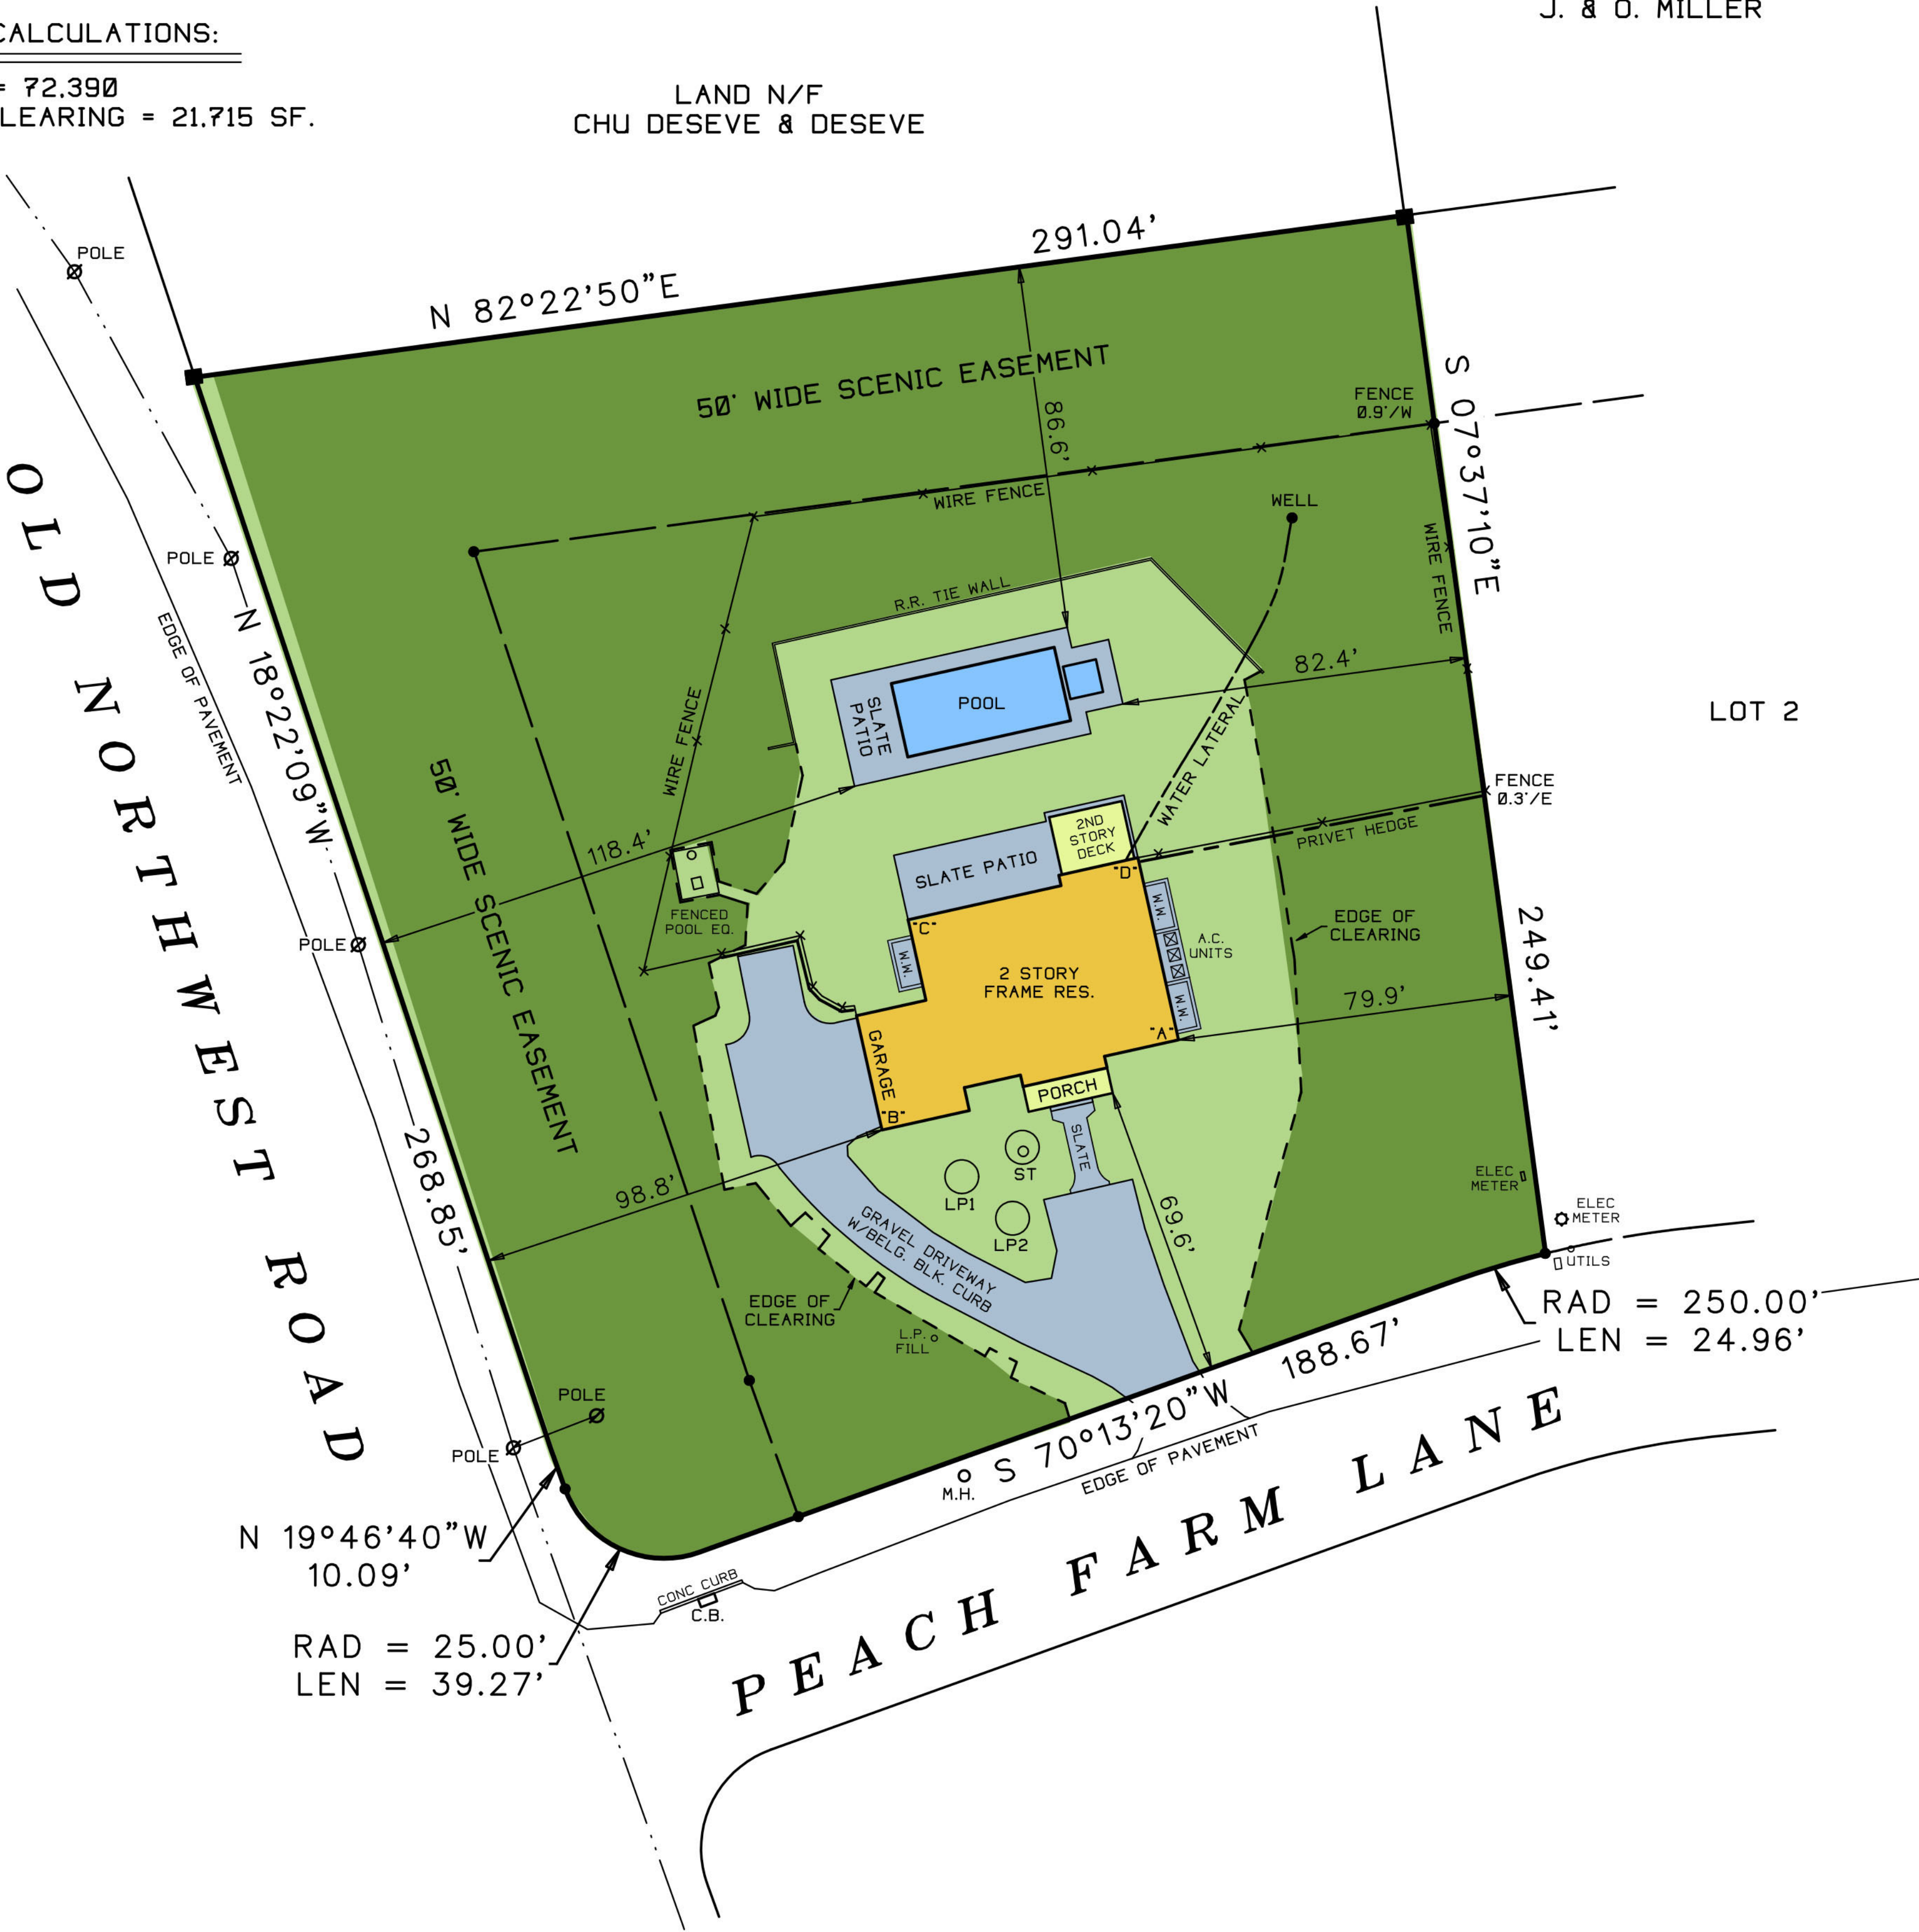 CALCULATIONS:
= 72,390
LEARING = 21,715 SF.
LAND N/F
CHU DESEVE & DESEVE
J. & O. MILLER
POLE
291.04'
N 82°22'50"E
50' WIDE SCENIC EASEMENT
86.6'
FENCE
0.9'/W
S 07°37'10"E
249.41'
WIRE FENCE
WELL
WIRE FENCE
R.R. TIE WALL
82.4'
POOL
SLATE
PATIO
WIRE FENCE
WATER LATERAL
LOT 2
POLE
EDGE OF PAVEMENT
N 18°22'09"W
268.85'
OLD NORTHWEST ROAD
50' WIDE SCENIC EASEMENT
118.4'
FENCED
POOL EQ.
2ND
STORY
DECK
SLATE PATIO
"D"
"C"
PRIVET HEDGE
FENCE
0.3'/E
W.W.
W.W.
A.C.
UNITS
W.W.
EDGE OF
CLEARING
2 STORY
FRAME RES.
POLE
79.9'
"A"
GARAGE
"B"
PORCH
SLATE
ST
LP1
LP2
98.8'
69.6'
GRAVEL DRIVEWAY
W/BELG. BLK. CURB
EDGE OF
CLEARING
L.P.
FILL
ELEC
METER
ELEC
METER
UTILS
RAD = 250.00'
LEN = 24.96'
188.67'
S 70°13'20"W
M.H.
EDGE OF PAVEMENT
PEACH FARM LANE
POLE
POLE
N 19°46'40"W
10.09'
CONC CURB
C.B.
RAD = 25.00'
LEN = 39.27'